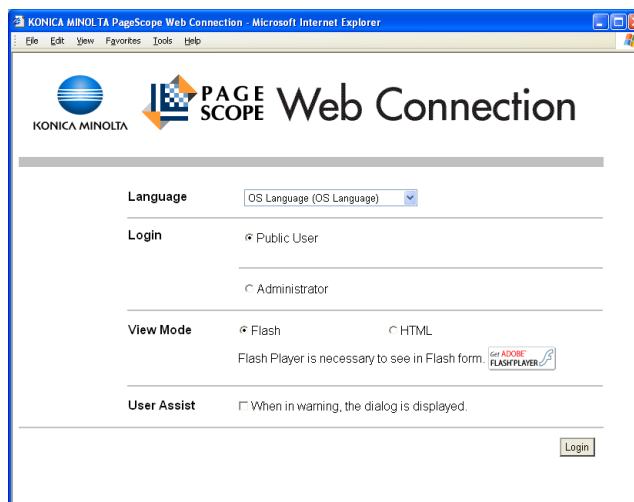 KONICA MINOLTA PageScope Web Connection - Microsoft Internet Explorer
File Edit View Favorites Tools Help
KONICA MINOLTA
PAGE SCOPE Web Connection
Language OS Language (OS Language)
Login Public User
Administrator
View Mode Flash HTML
Flash Player is necessary to see in Flash form. Get ADOBE FLASH PLAYER
User Assist When in warning, the dialog is displayed.
Login